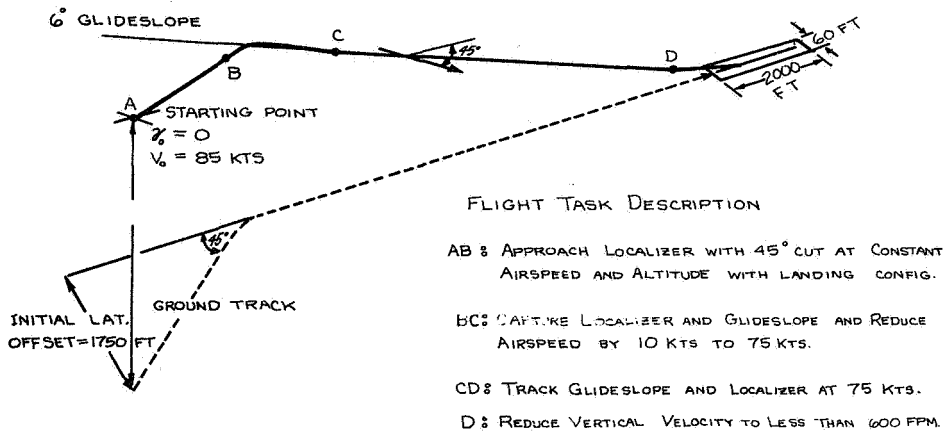 6° GLIDESLOPE
C
45°
60 FT
B
D
A
2000
FT
STARTING POINT
γ₀ = 0
V₀ = 85 KTS
FLIGHT TASK DESCRIPTION
45°
AB: APPROACH LOCALIZER WITH 45° CUT AT CONSTANT
AIRSPEED AND ALTITUDE WITH LANDING CONFIG.
GROUND TRACK
INITIAL LAT.
OFFSET=1750 FT
BC: CAPTURE LOCALIZER AND GLIDESLOPE AND REDUCE
AIRSPEED BY 10 KTS TO 75 KTS.
CD: TRACK GLIDESLOPE AND LOCALIZER AT 75 KTS.
D: REDUCE VERTICAL VELOCITY TO LESS THAN 600 FPM.